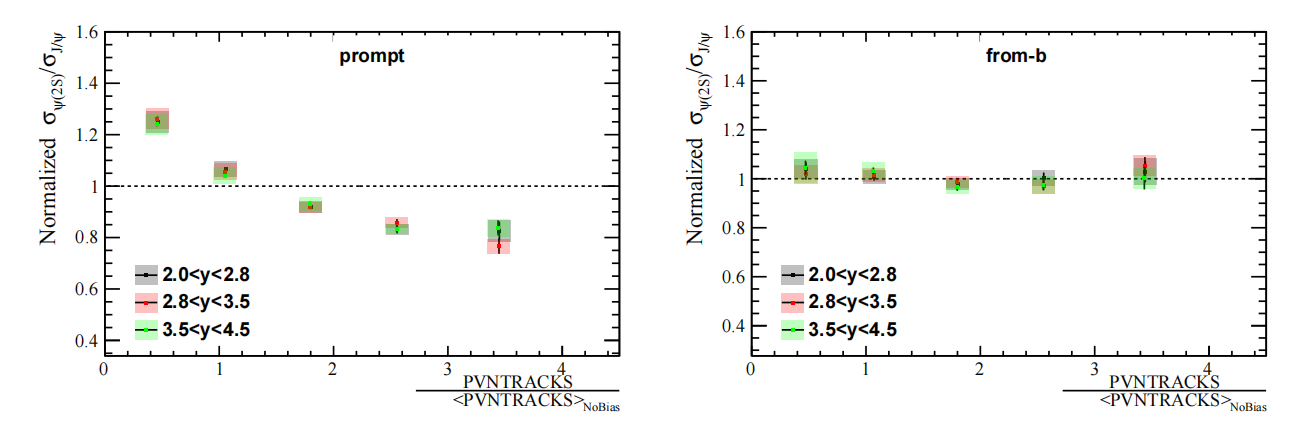 Normalized σψ(2S)/σJ/ψ
1.6
1.4
1.2
1
0.8
0.6
0.4
prompt
2.0<y<2.8
2.8<y<3.5
3.5<y<4.5
0 1 2 3 4
PVNTRACKS
<PVNTRACKS>NoBias
Normalized σψ(2S)/σJ/ψ
1.6
1.4
1.2
1
0.8
0.6
0.4
from-b
2.0<y<2.8
2.8<y<3.5
3.5<y<4.5
0 1 2 3 4
PVNTRACKS
<PVNTRACKS>NoBias